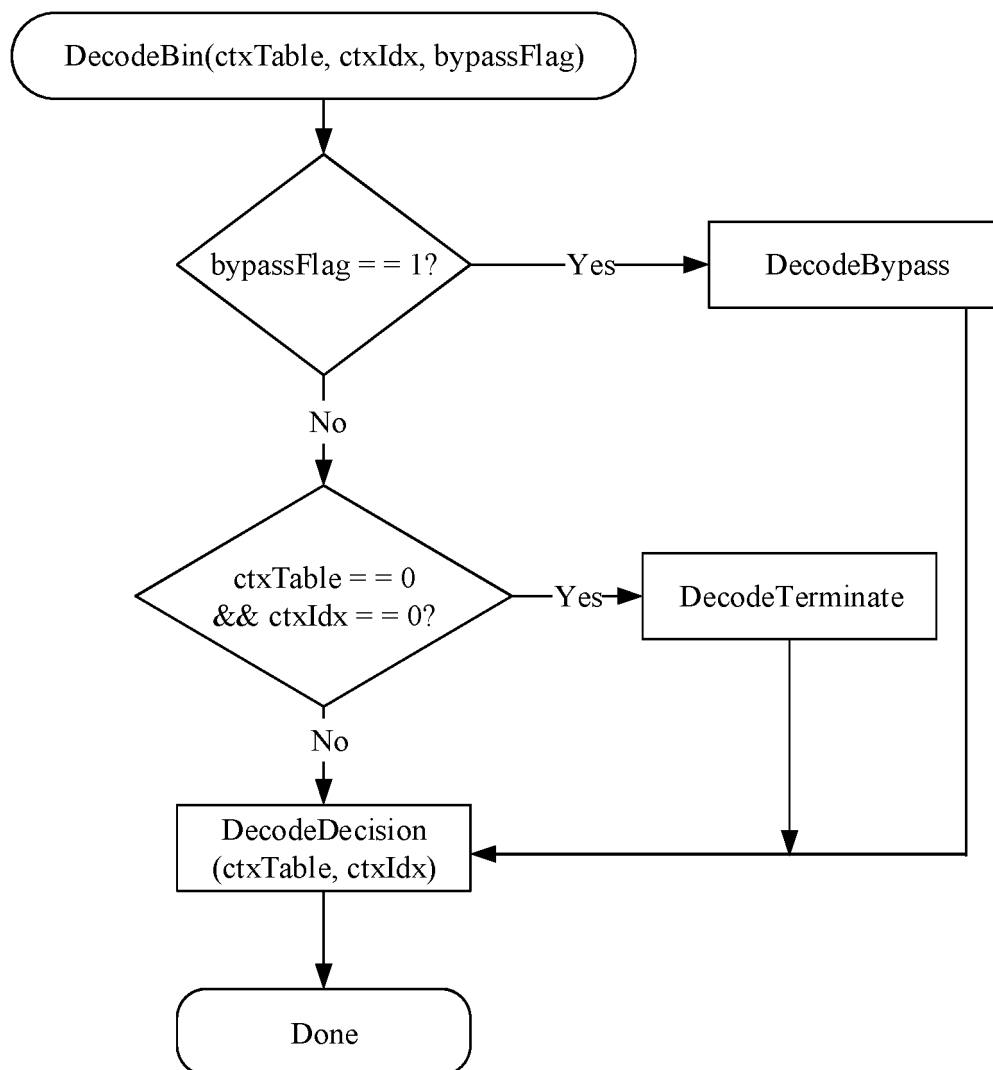 DecodeBin(ctxTable, ctxIdx, bypassFlag)
bypassFlag = = 1?
Yes
DecodeBypass
No
ctxTable = = 0
&& ctxIdx = = 0?
Yes
DecodeTerminate
No
DecodeDecision
(ctxTable, ctxIdx)
Done